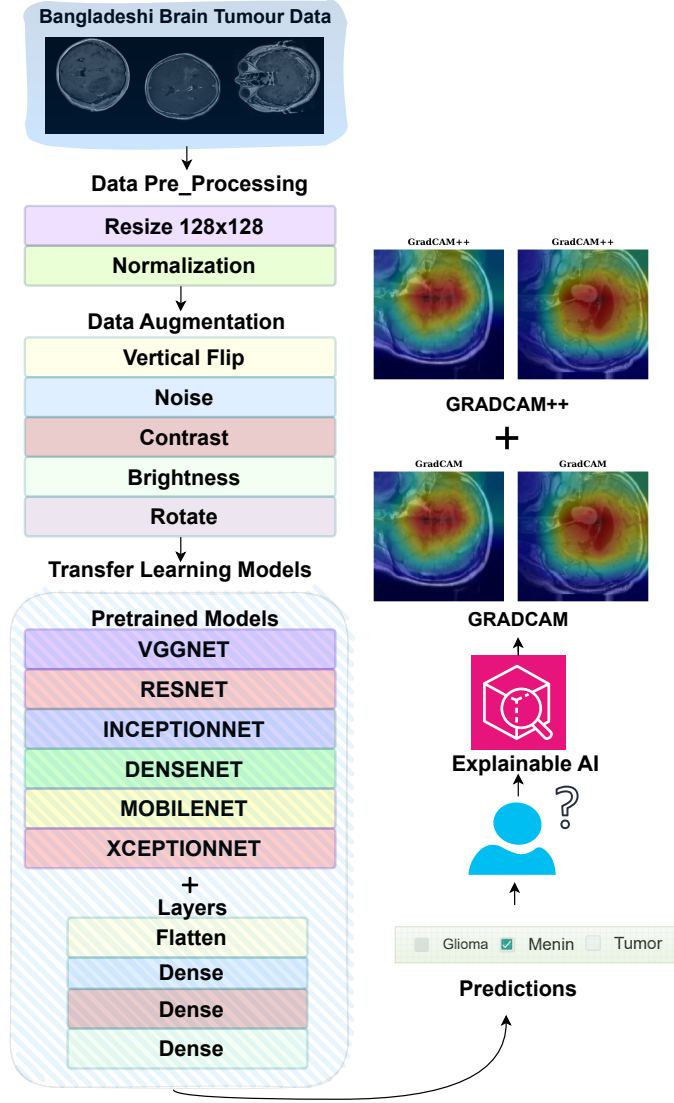 Bangladeshi Brain Tumour Data
Data Pre_Processing
Resize 128x128
Normalization
Data Augmentation
Vertical Flip
Noise
Contrast
Brightness
Rotate
Transfer Learning Models
Pretrained Models
VGGNET
RESNET
INCEPTIONNET
DENSENET
MOBILENET
XCEPTIONNET
+
Layers
Flatten
Dense
Dense
Dense
Predictions
Glioma Menin Tumor
?
Explainable AI
GRADCAM
GradCAM GradCAM
+
GRADCAM++
GradCAM++ GradCAM++